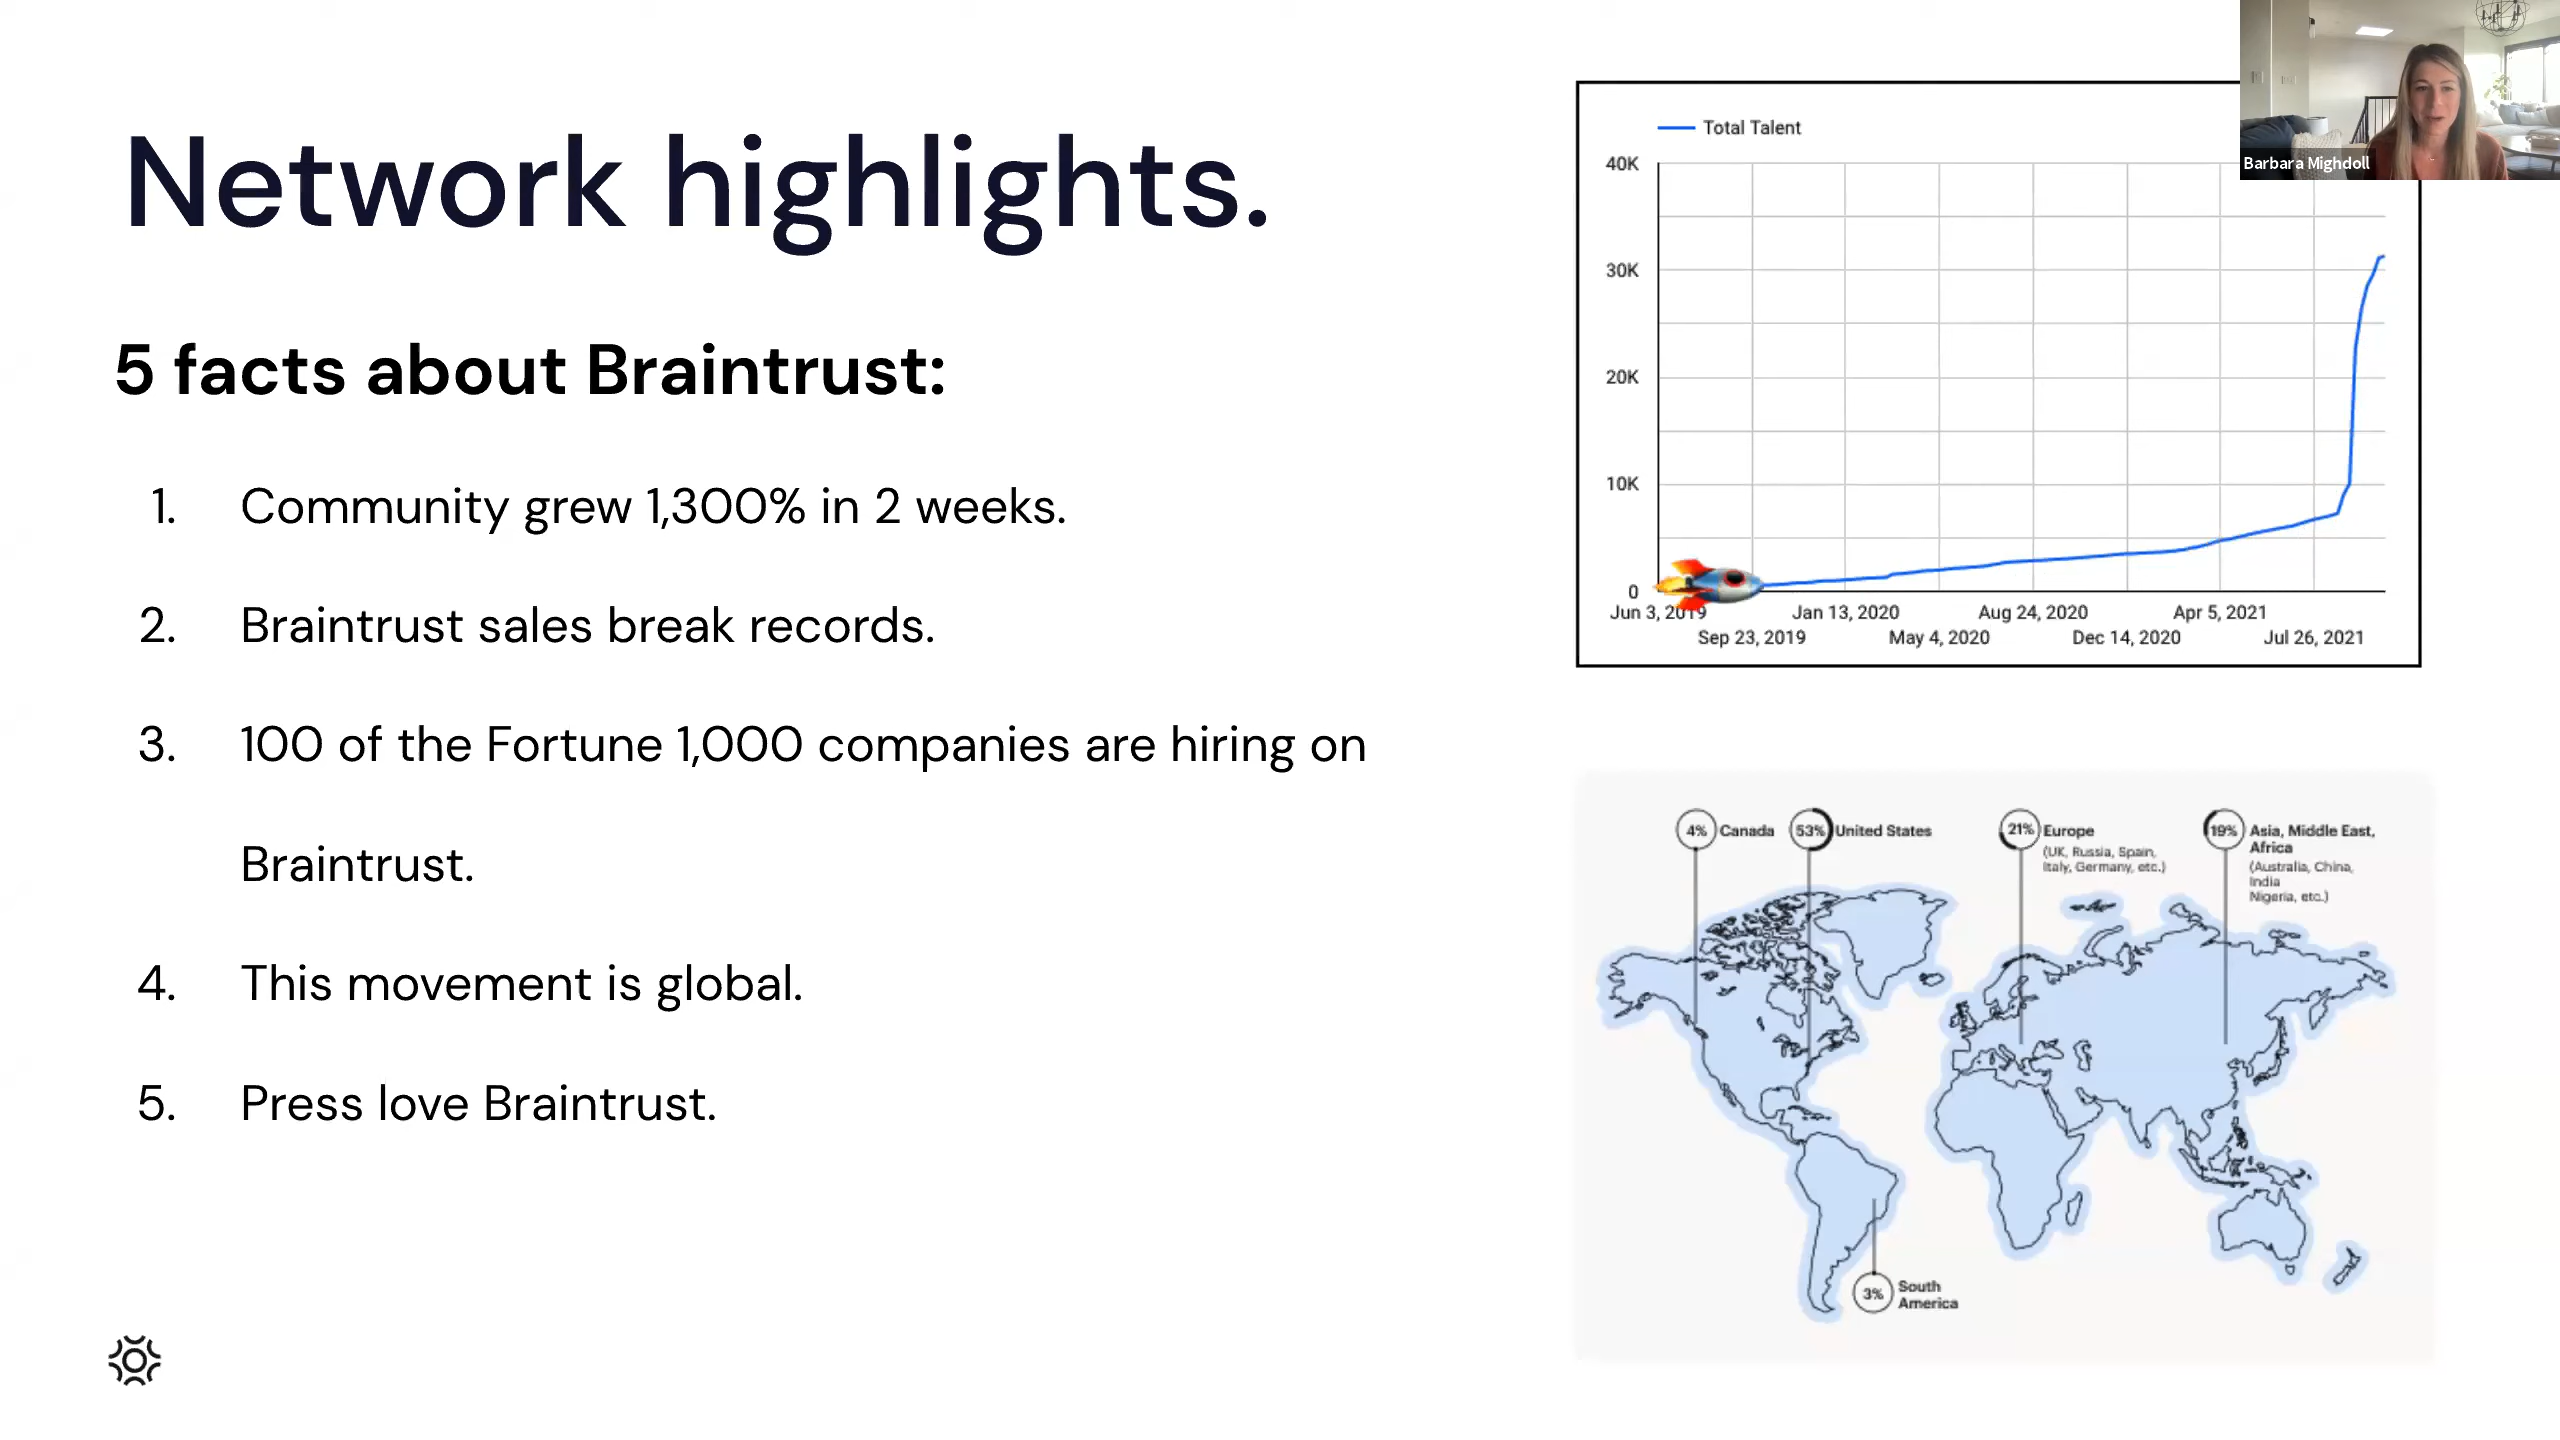 Network highlights.
5 facts about Braintrust:
1. Community grew 1,300% in 2 weeks.
2. Braintrust sales break records.
3. 100 of the Fortune 1,000 companies are hiring on
Braintrust.
4. This movement is global.
5. Press love Braintrust.
Barbara Mighdoll
Total Talent
40K
30K
20K
10K
0
Jun 3, 2019
Sep 23, 2019
Jan 13, 2020
May 4, 2020
Aug 24, 2020
Dec 14, 2020
Apr 5, 2021
Jul 26, 2021
4% Canada
53% United States
21% Europe
(UK, Russia, Spain,
Italy, Germany, etc.)
19% Asia, Middle East,
Africa
(Australia, China,
India
Nigeria, etc.)
3% South
America